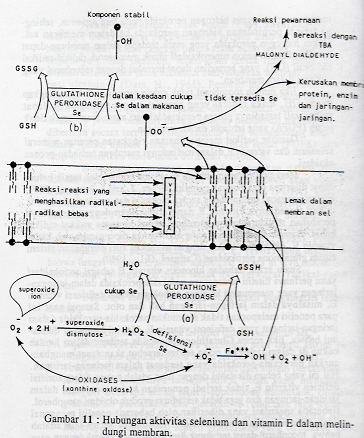 Komponen stabil
-OH
GSSG
GLUTATHIONE
PEROXIDASE
Se
(b)
GSH
dalam keadaan cukup
Se dalam makanan
-OO⁻
tidak tersedia Se
Reaksi pewarnaan
Bereaksi dengan
TBA
MALONYL DIALDEHYDE
Kerusakan membran
protein, enzim
dan jaringan-
jaringan.
Reaksi-reaksi yang
menghasilkan radikal-
radikal bebas
VITAMIN E
Lemak dalam
membran sel
H₂O
GSSH
cukup Se
GLUTATHIONE
PEROXIDASE
Se
(a)
GSH
superoxide
ion
O₂⁻ + 2H⁺
superoxide
dismutose
H₂O₂
defisiensi
Se
+O₂⁻
Fe⁺⁺⁺
·OH + O₂ + OH⁻
OXIDASES
(xanthine oxidase)
Gambar 11 : Hubungan aktivitas selenium dan vitamin E dalam melin-
dungi membran.